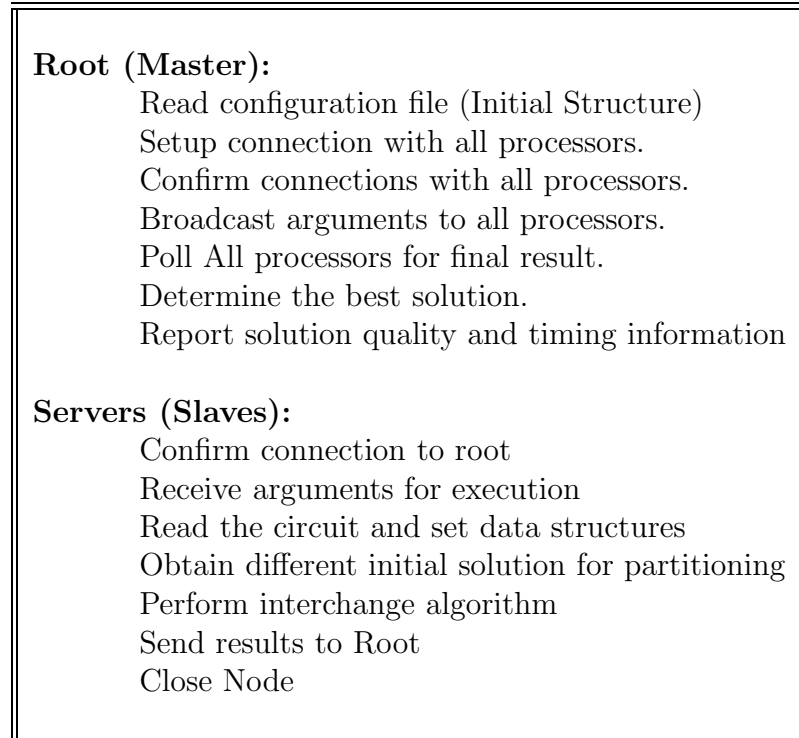 Root (Master):
Read configuration file (Initial Structure)
Setup connection with all processors.
Confirm connections with all processors.
Broadcast arguments to all processors.
Poll All processors for final result.
Determine the best solution.
Report solution quality and timing information
Servers (Slaves):
Confirm connection to root
Receive arguments for execution
Read the circuit and set data structures
Obtain different initial solution for partitioning
Perform interchange algorithm
Send results to Root
Close Node